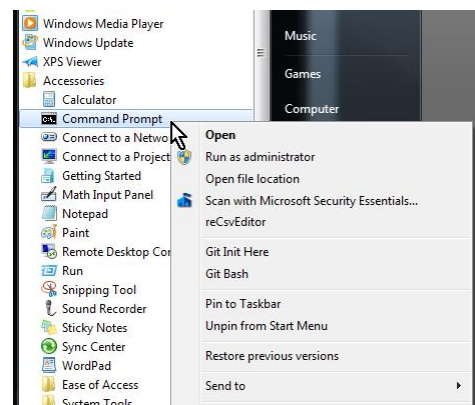 Windows Media Player
Windows Update
XPS Viewer
Accessories
Calculator
Command Prompt
Connect to a Netwo
Connect to a Project
Getting Started
Math Input Panel
Notepad
Paint
Remote Desktop Con
Run
Snipping Tool
Sound Recorder
Sticky Notes
Sync Center
WordPad
Ease of Access
System Tools
Music
Games
Computer
Open
Run as administrator
Open file location
Scan with Microsoft Security Essentials...
reCsvEditor
Git Init Here
Git Bash
Pin to Taskbar
Unpin from Start Menu
Restore previous versions
Send to